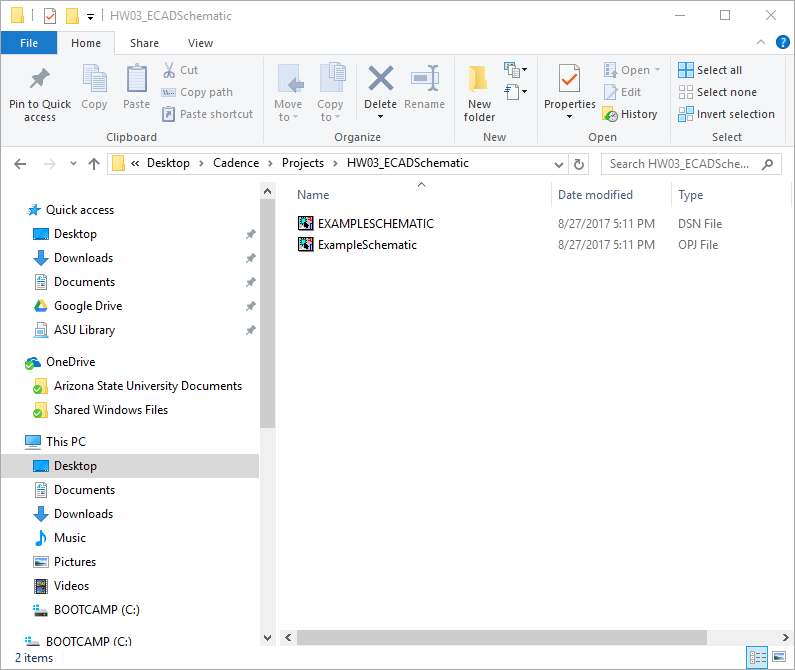 HW03_ECADSchematic
File Home Share View
Pin to Quick access
Copy
Paste
Cut
Copy path
Paste shortcut
Move to
Copy to
Delete
Rename
New folder
Properties
Open
Edit
History
Select all
Select none
Invert selection
Clipboard Organize New Open Select
« Desktop > Cadence > Projects > HW03_ECADSchematic
Search HW03_ECADSche...
Name Date modified Type
EXAMPLESCHEMATIC 8/27/2017 5:11 PM DSN File
ExampleSchematic 8/27/2017 5:11 PM OPJ File
Quick access
Desktop
Downloads
Documents
Google Drive
ASU Library
OneDrive
Arizona State University Documents
Shared Windows Files
This PC
Desktop
Documents
Downloads
Music
Pictures
Videos
BOOTCAMP (C:)
BOOTCAMP (C:)
2 items